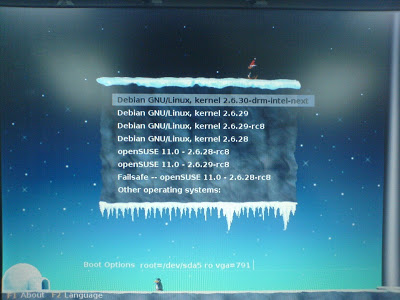 Debian GNU/Linux, kernel 2.6.30-drm-intel-next
Debian GNU/Linux, kernel 2.6.29
Debian GNU/Linux, kernel 2.6.29-rc8
Debian GNU/Linux, kernel 2.6.28
openSUSE 11.0 - 2.6.28-rc8
openSUSE 11.0 - 2.6.29-rc8
Failsafe -- openSUSE 11.0 - 2.6.28-rc8
Other operating systems:
Boot Options root=/dev/sda5 ro vga=791
F1 About F2 Language